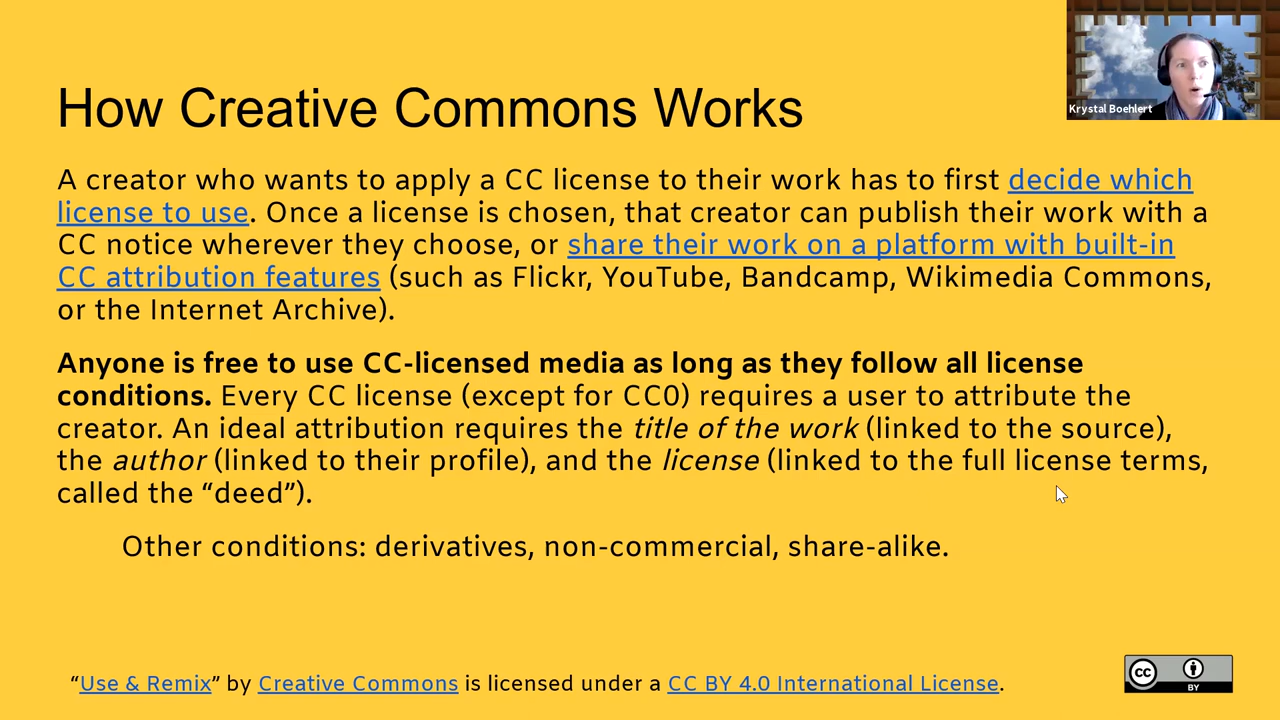 Krystal Boehlert
How Creative Commons Works
A creator who wants to apply a CC license to their work has to first decide which
license to use. Once a license is chosen, that creator can publish their work with a
CC notice wherever they choose, or share their work on a platform with built-in
CC attribution features (such as Flickr, YouTube, Bandcamp, Wikimedia Commons,
or the Internet Archive).
Anyone is free to use CC-licensed media as long as they follow all license
conditions. Every CC license (except for CC0) requires a user to attribute the
creator. An ideal attribution requires the title of the work (linked to the source),
the author (linked to their profile), and the license (linked to the full license terms,
called the “deed”).
Other conditions: derivatives, non-commercial, share-alike.
“Use & Remix” by Creative Commons is licensed under a CC BY 4.0 International License.
cc
BY